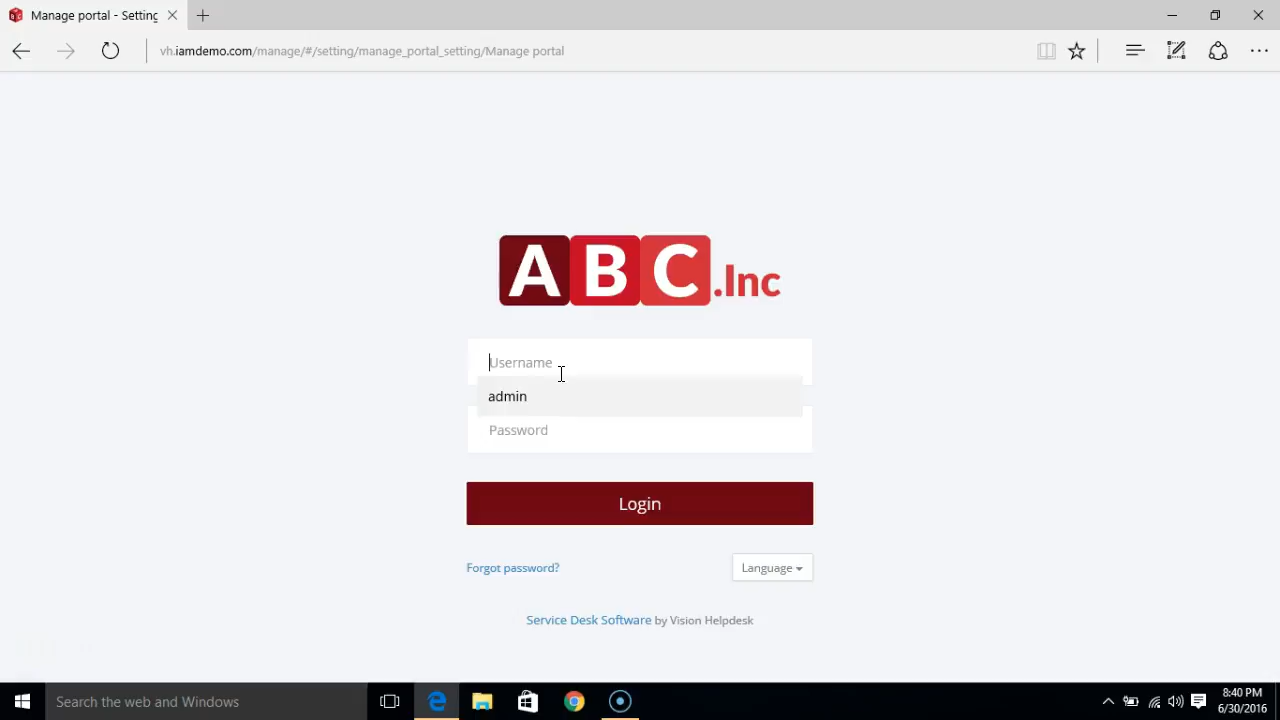 Manage portal - Setting
vh.iamdemo.com/manage/#/setting/manage_portal_setting/Manage portal
ABC.Inc
Username
admin
Password
Login
Forgot password?
Language
Service Desk Software by Vision Helpdesk
Search the web and Windows
8:40 PM
6/30/2016